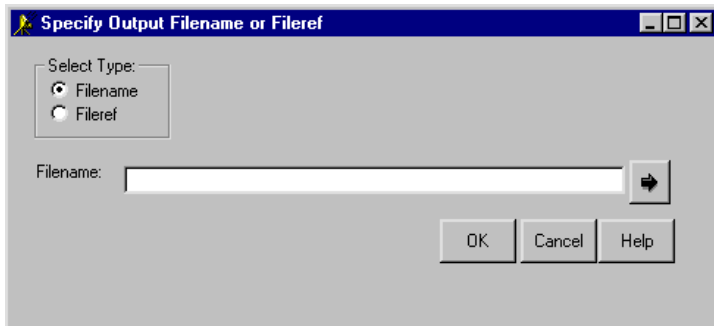 Specify Output Filename or Fileref
Select Type:
Filename
Fileref
Filename:
OK Cancel Help